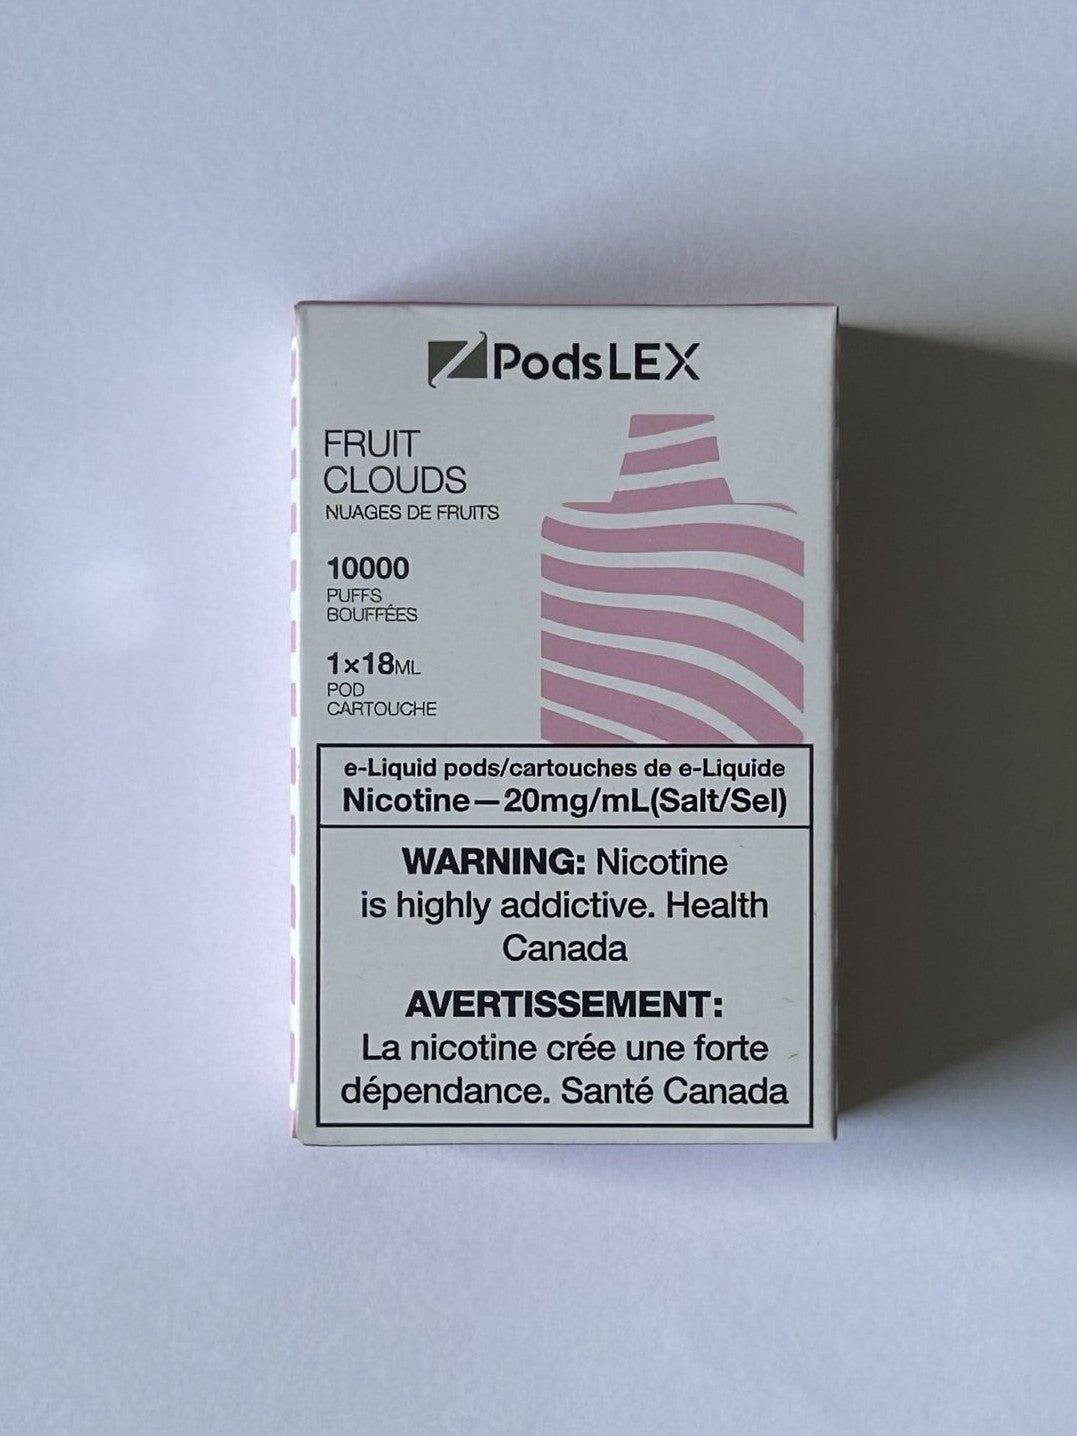 ZPodsLEX
FRUIT
CLOUDS
NUAGES DE FRUITS
10000
PUFFS
BOUFFÉES
1×18ML
POD
CARTOUCHE
e-Liquid pods/cartouches de e-Liquide
Nicotine—20mg/mL(Salt/Sel)
WARNING: Nicotine
is highly addictive. Health
Canada
AVERTISSEMENT:
La nicotine crée une forte
dépendance. Santé Canada